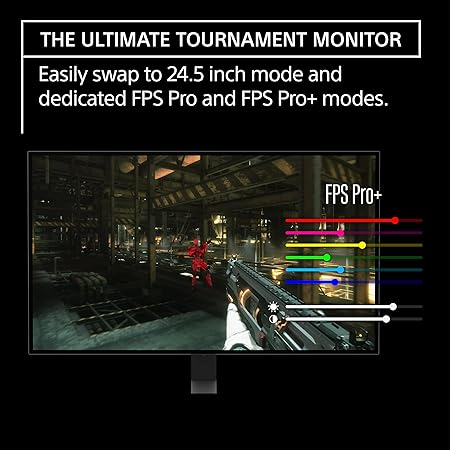 THE ULTIMATE TOURNAMENT MONITOR
Easily swap to 24.5 inch mode and
dedicated FPS Pro and FPS Pro+ modes.
FPS Pro+